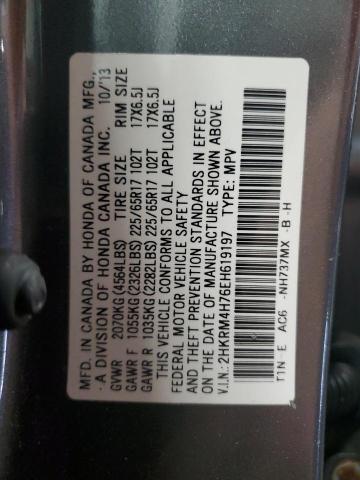 MFD. IN CANADA BY HONDA OF CANADA MFG.,
A DIVISION OF HONDA CANADA INC. 10/13
GVWR 2070KG(4564LBS) TIRE SIZE RIM SIZE
GAWR F 1055KG(2326LBS) 225/65R17 102T 17X6.5J
GAWR R 1035KG(2282LBS) 225/65R17 102T 17X6.5J
THIS VEHICLE CONFORMS TO ALL APPLICABLE
FEDERAL MOTOR VEHICLE SAFETY
AND THEFT PREVENTION STANDARDS IN EFFECT
ON THE DATE OF MANUFACTURE SHOWN ABOVE.
V.I.N.: 2HKRM4H76EH619197 TYPE: MPV
T1N E AC6 -NH737MX -B -H